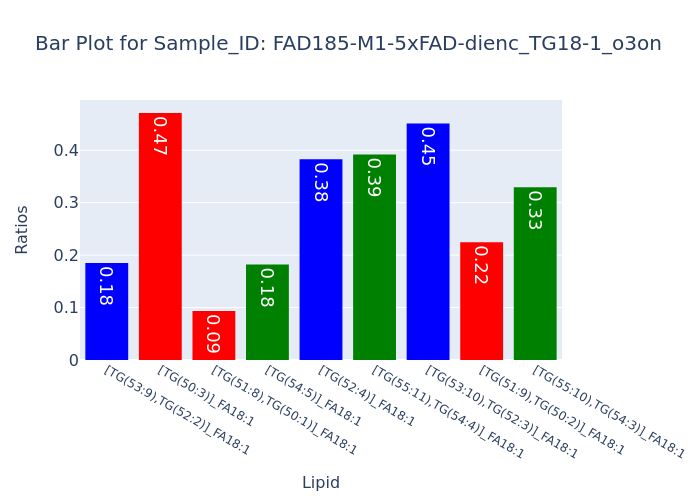 Bar Plot for Sample_ID: FAD185-M1-5xFAD-dienc_TG18-1_o3on
Ratios
0.4
0.3
0.2
0.1
0
0.18
0.47
0.09
0.18
0.38
0.39
0.45
0.22
0.33
[TG(53:9),TG(52:2)]_FA18:1
[TG(50:3)]_FA18:1
[TG(51:8),TG(50:1)]_FA18:1
[TG(54:5)]_FA18:1
[TG(52:4)]_FA18:1
[TG(55:11),TG(54:4)]_FA18:1
[TG(53:10),TG(52:3)]_FA18:1
[TG(51:9),TG(50:2)]_FA18:1
[TG(55:10),TG(54:3)]_FA18:1
Lipid